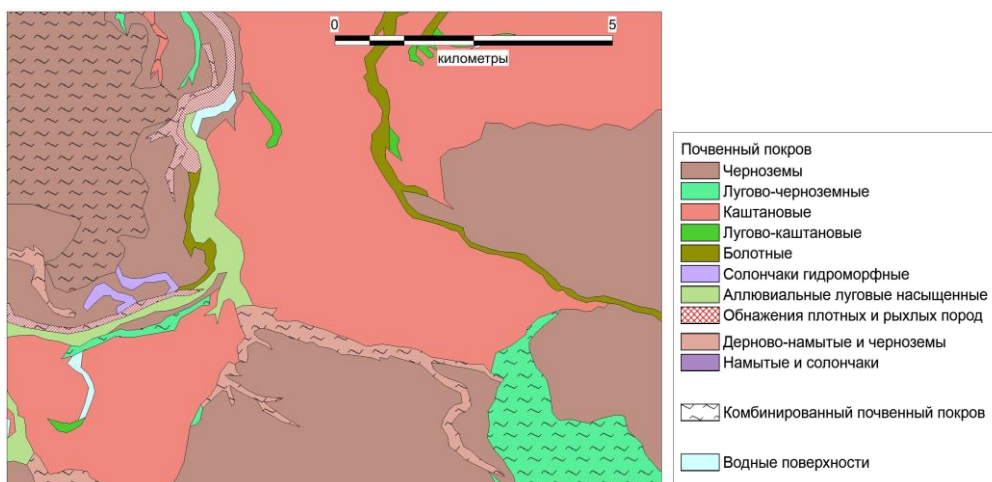 0 5
километры
Почвенный покров
Черноземы
Лугово-черноземные
Каштановые
Лугово-каштановые
Болотные
Солончаки гидроморфные
Аллювиальные луговые насыщенные
Обнажения плотных и рыхлых пород
Дерново-намытые и черноземы
Намытые и солончаки
Комбинированный почвенный покров
Водные поверхности